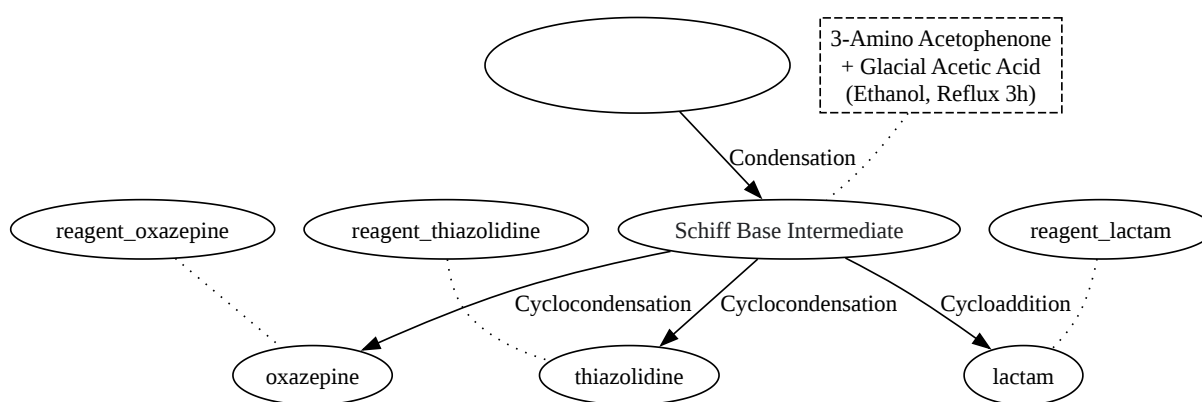 3-Amino Acetophenone
+ Glacial Acetic Acid
(Ethanol, Reflux 3h)
Condensation
reagent_oxazepine
reagent_thiazolidine
Schiff Base Intermediate
reagent_lactam
Cyclocondensation
Cyclocondensation
Cycloaddition
oxazepine
thiazolidine
lactam